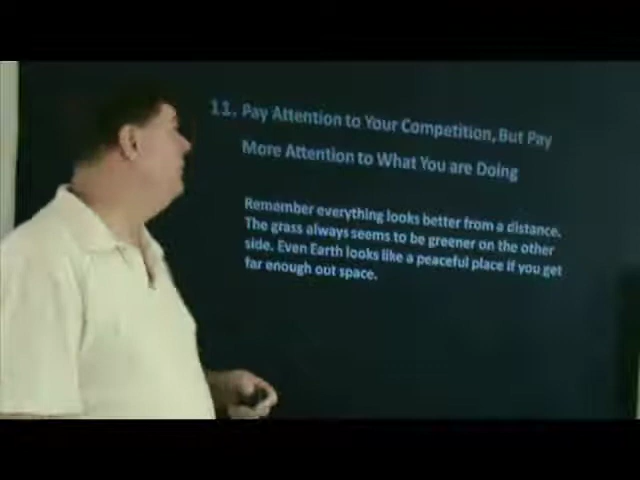 11. Pay Attention to Your Competition, But Pay
More Attention to What You are Doing
Remember everything looks better from a distance.
The grass always seems to be greener on the other
side. Even Earth looks like a peaceful place if you get
far enough out space.